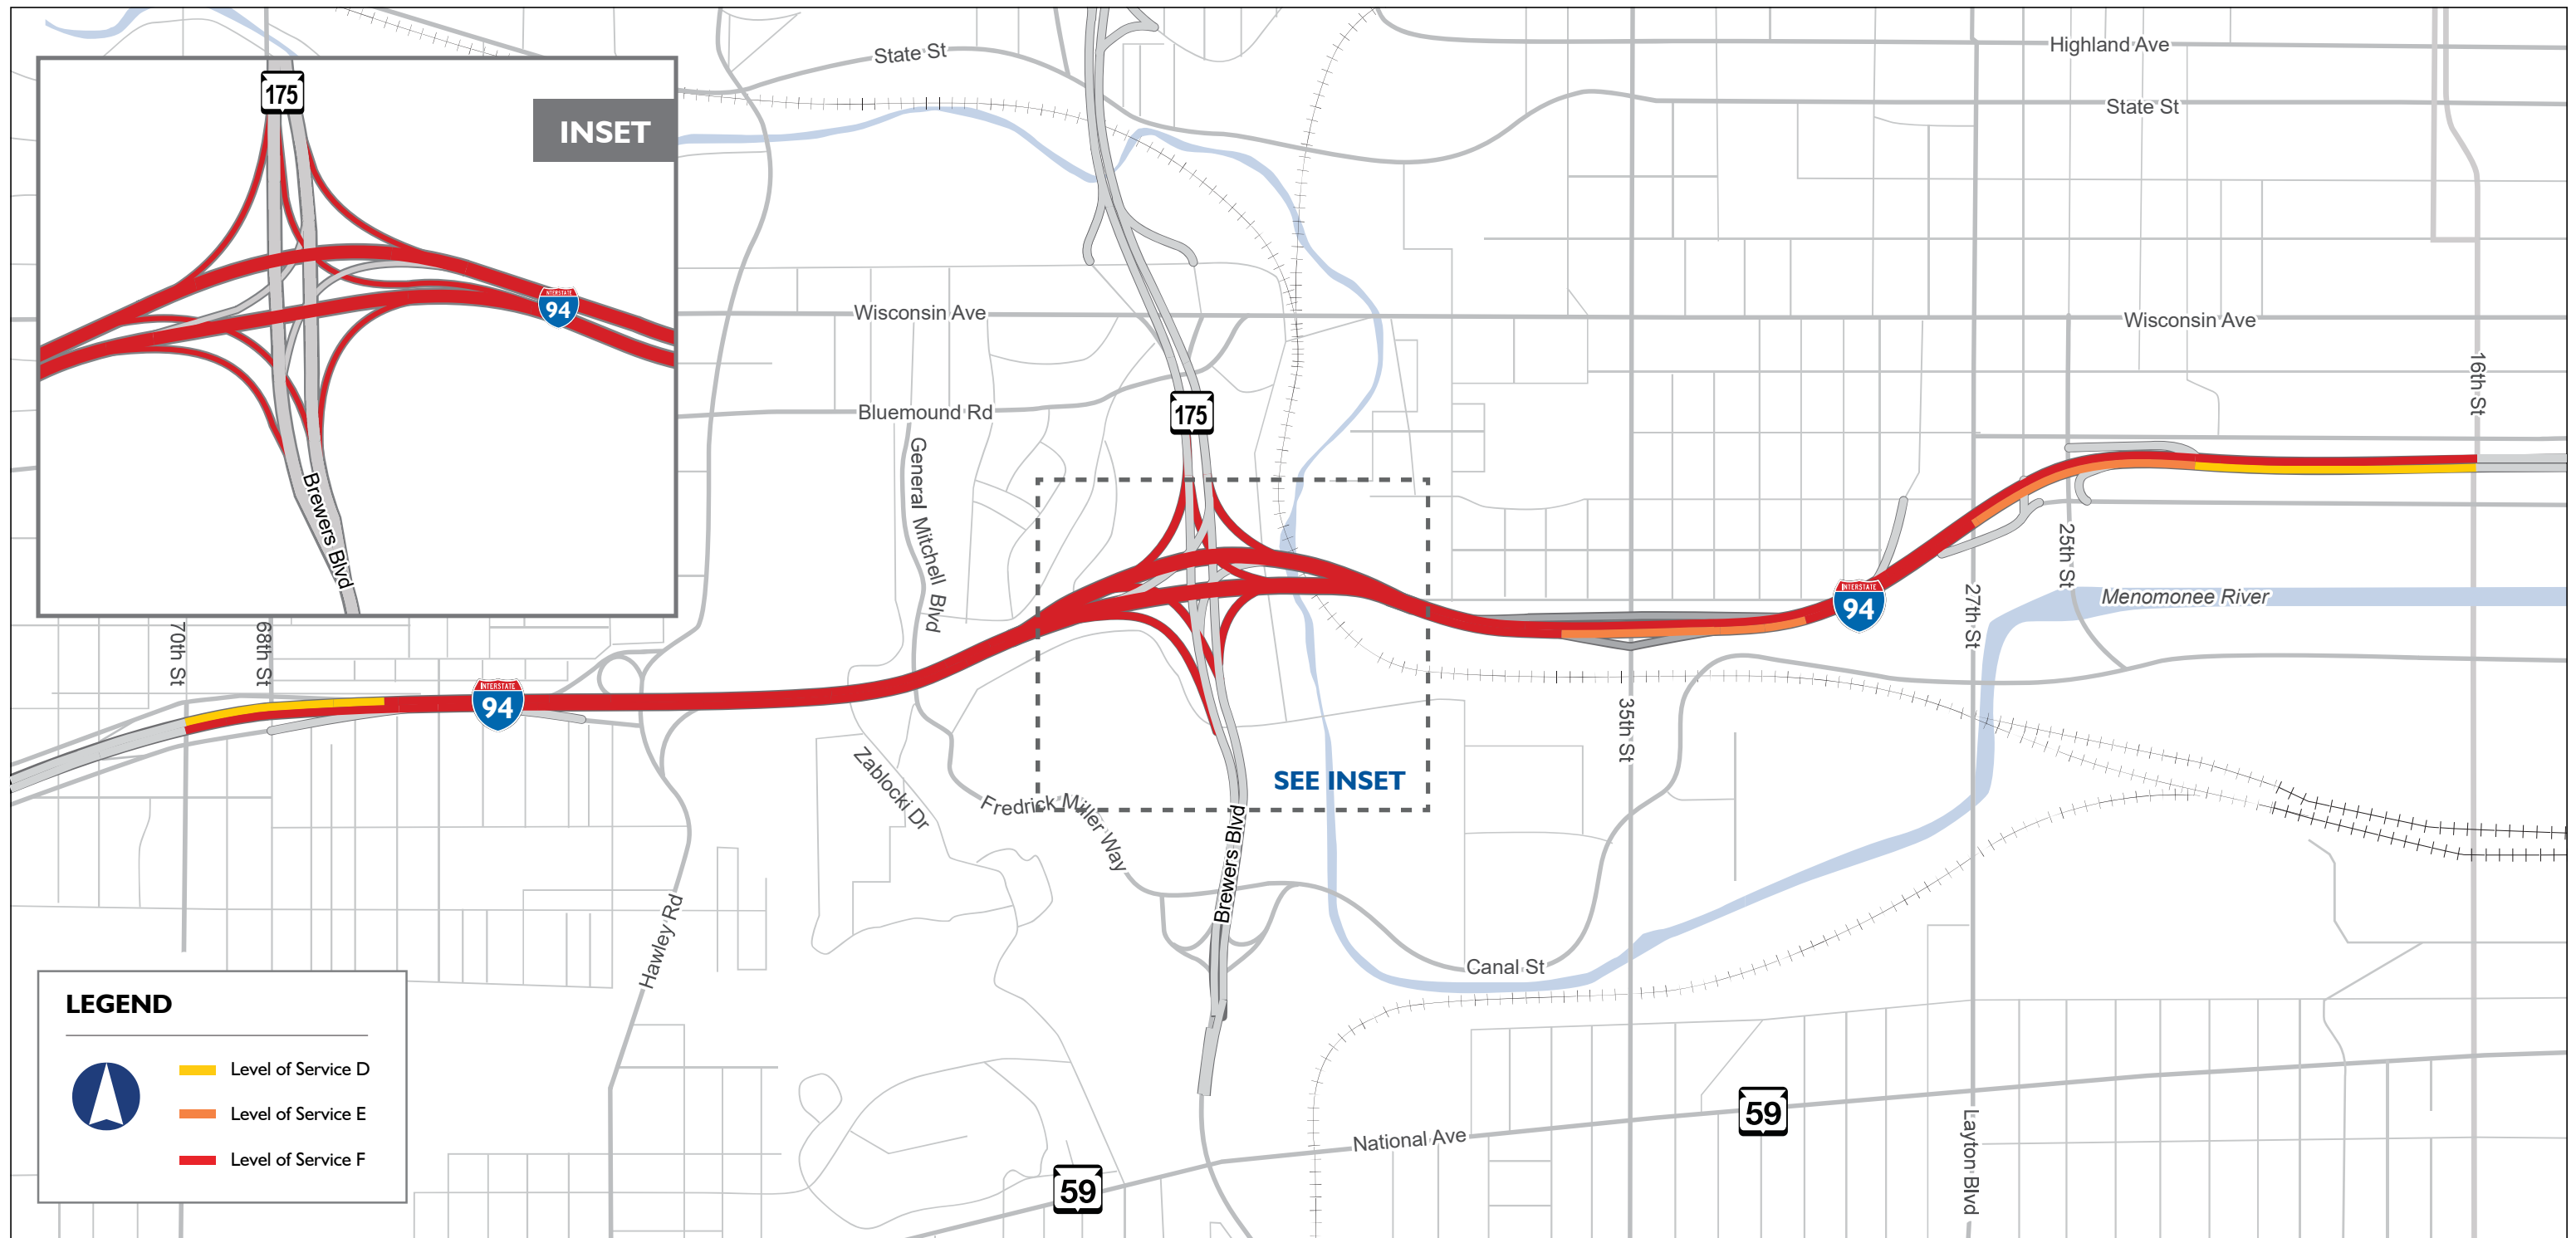 State St
Highland Ave
State St
175
INSET
INTERSTATE
94
Brewers Blvd
Wisconsin Ave
Wisconsin Ave
16th St
Bluemound Rd
175
General Mitchell Blvd
25th St
27th St
Menomonee River
INTERSTATE
94
70th St
68th St
INTERSTATE
94
35th St
Zablocki Dr
SEE INSET
Fredrick Miller Way
Brewers Blvd
Hawley Rd
Canal St
LEGEND
Level of Service D
Level of Service E
Level of Service F
59
National Ave
Layton Blvd
59